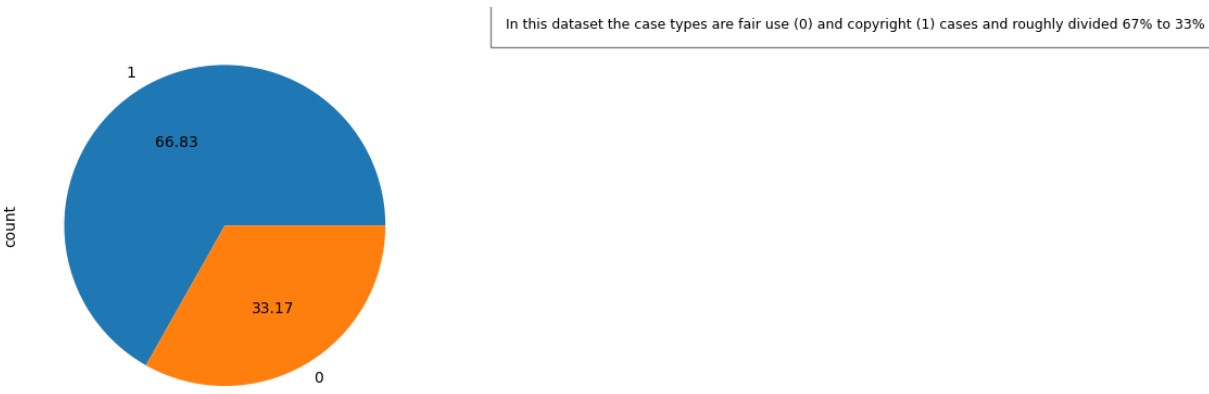 In this dataset the case types are fair use (0) and copyright (1) cases and roughly divided 67% to 33%
1
66.83
count
33.17
0